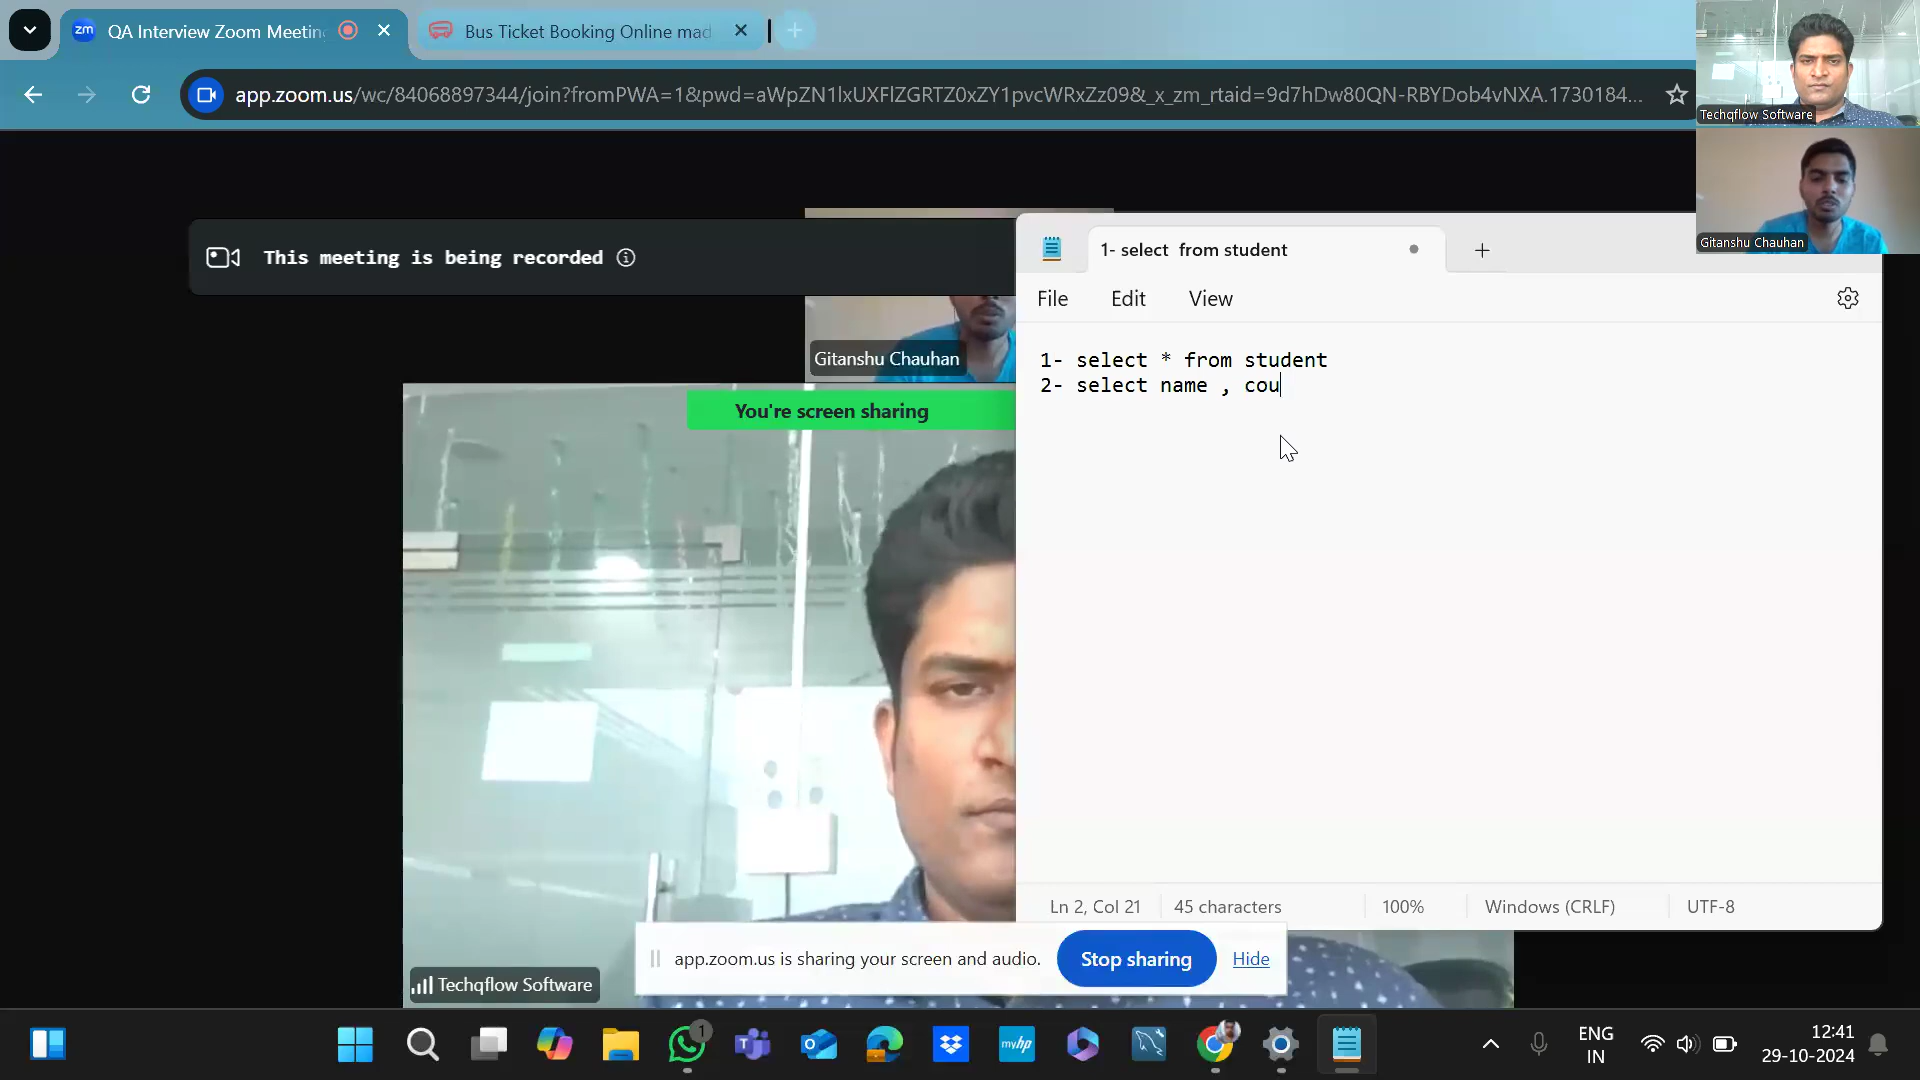 zm QA Interview Zoom Meetin
Bus Ticket Booking Online mad
app.zoom.us/wc/84068897344/join?fromPWA=1&pwd=aWpZN1lxUXFlZGRTZ0xZY1pvcWRxZz09&_x_zm_rtaid=9d7hDw80QN-RBYDob4vNXA.1730184...
Techqflow Software
Gitanshu Chauhan
This meeting is being recorded
1- select  from student
File Edit View
Gitanshu Chauhan
1- select * from student
2- select name , cou
You're screen sharing
Ln 2, Col 21 45 characters 100% Windows (CRLF) UTF-8
app.zoom.us is sharing your screen and audio. Stop sharing Hide
Techqflow Software
1
myhp
ENG
IN
12:41
29-10-2024